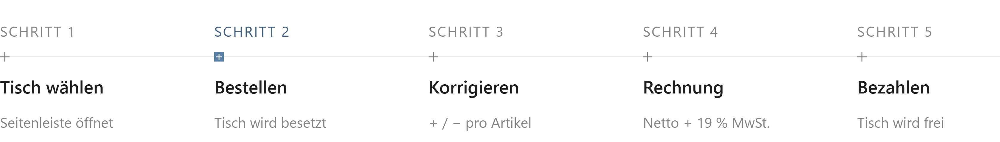 SCHRITT 1
Tisch wählen
Seitenleiste öffnet
SCHRITT 2
Bestellen
Tisch wird besetzt
SCHRITT 3
Korrigieren
+ / − pro Artikel
SCHRITT 4
Rechnung
Netto + 19 % MwSt.
SCHRITT 5
Bezahlen
Tisch wird frei